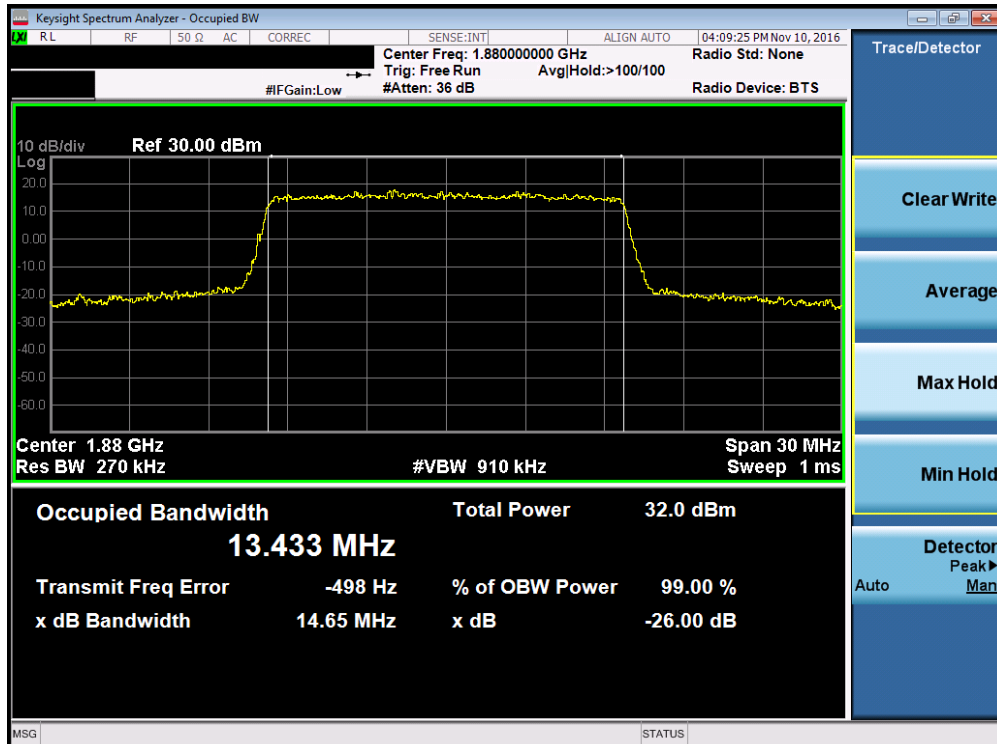 Keysight Spectrum Analyzer - Occupied BW
LXI RL RF 50 Ω AC CORREC SENSE:INT ALIGN AUTO 04:09:25 PM Nov 10, 2016
Center Freq: 1.880000000 GHz Radio Std: None
Trig: Free Run Avg|Hold:>100/100
#IFGain:Low #Atten: 36 dB Radio Device: BTS
10 dB/div Ref 30.00 dBm
Log
20.0
10.0
0.00
-10.0
-20.0
-30.0
-40.0
-50.0
-60.0
Center 1.88 GHz Span 30 MHz
Res BW 270 kHz #VBW 910 kHz Sweep 1 ms
Occupied Bandwidth Total Power 32.0 dBm
13.433 MHz
Transmit Freq Error -498 Hz % of OBW Power 99.00 %
x dB Bandwidth 14.65 MHz x dB -26.00 dB
MSG STATUS
Trace/Detector
Clear Write
Average
Max Hold
Min Hold
Detector
Peak▶
Auto Man